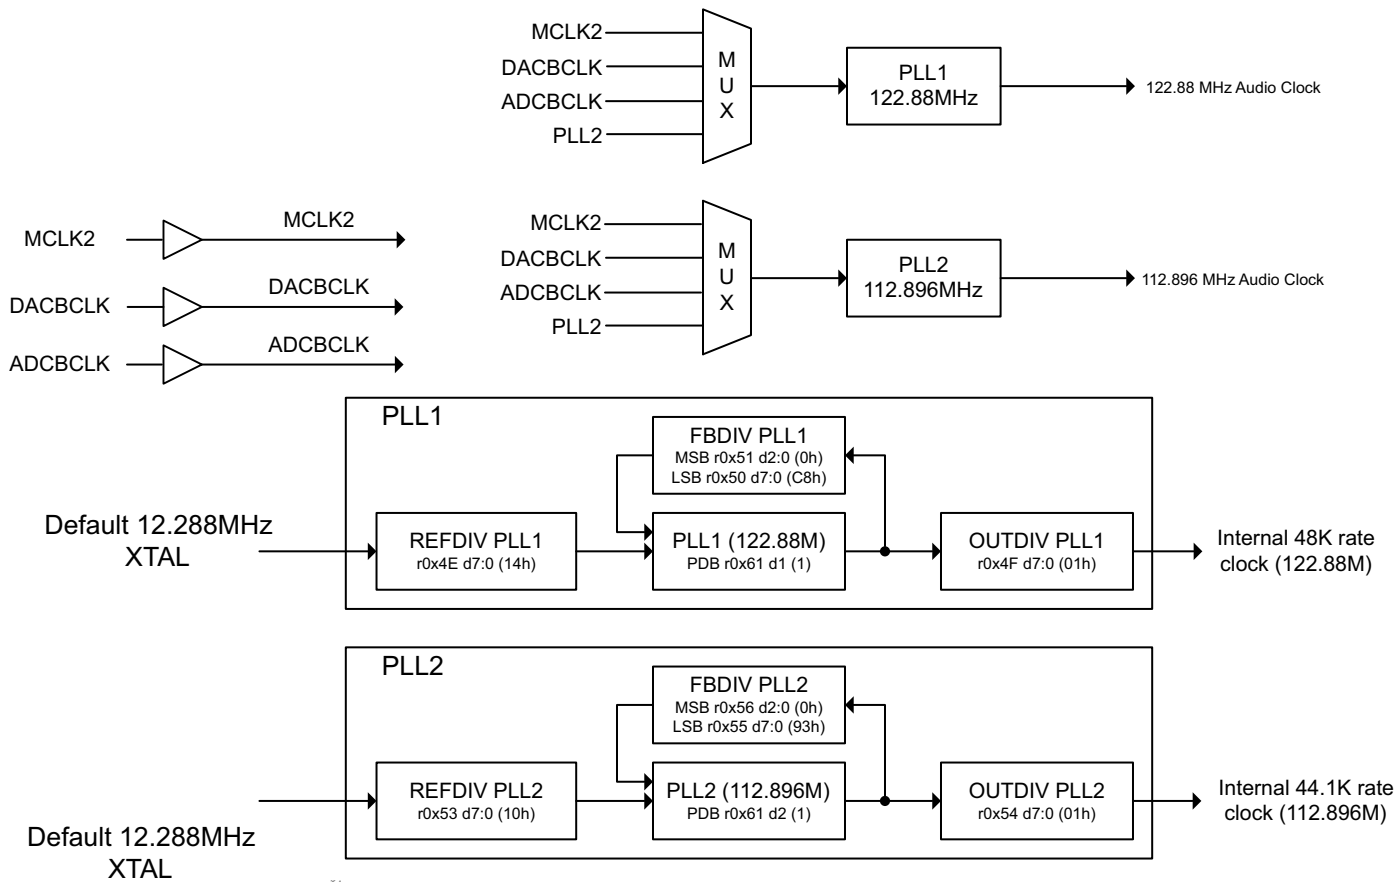 MCLK2
DACBCLK
ADCBCLK
PLL2
M
U
X
PLL1
122.88MHz
122.88 MHz Audio Clock
MCLK2
MCLK2
DACBCLK
DACBCLK
ADCBCLK
ADCBCLK
MCLK2
DACBCLK
ADCBCLK
PLL2
M
U
X
PLL2
112.896MHz
112.896 MHz Audio Clock
PLL1
FBDIV PLL1
MSB r0x51 d2:0 (0h)
LSB r0x50 d7:0 (C8h)
Default 12.288MHz
XTAL
REFDIV PLL1
r0x4E d7:0 (14h)
PLL1 (122.88M)
PDB r0x61 d1 (1)
OUTDIV PLL1
r0x4F d7:0 (01h)
Internal 48K rate
clock (122.88M)
PLL2
FBDIV PLL2
MSB r0x56 d2:0 (0h)
LSB r0x55 d7:0 (93h)
REFDIV PLL2
r0x53 d7:0 (10h)
PLL2 (112.896M)
PDB r0x61 d2 (1)
OUTDIV PLL2
r0x54 d7:0 (01h)
Internal 44.1K rate
clock (112.896M)
Default 12.288MHz
XTAL